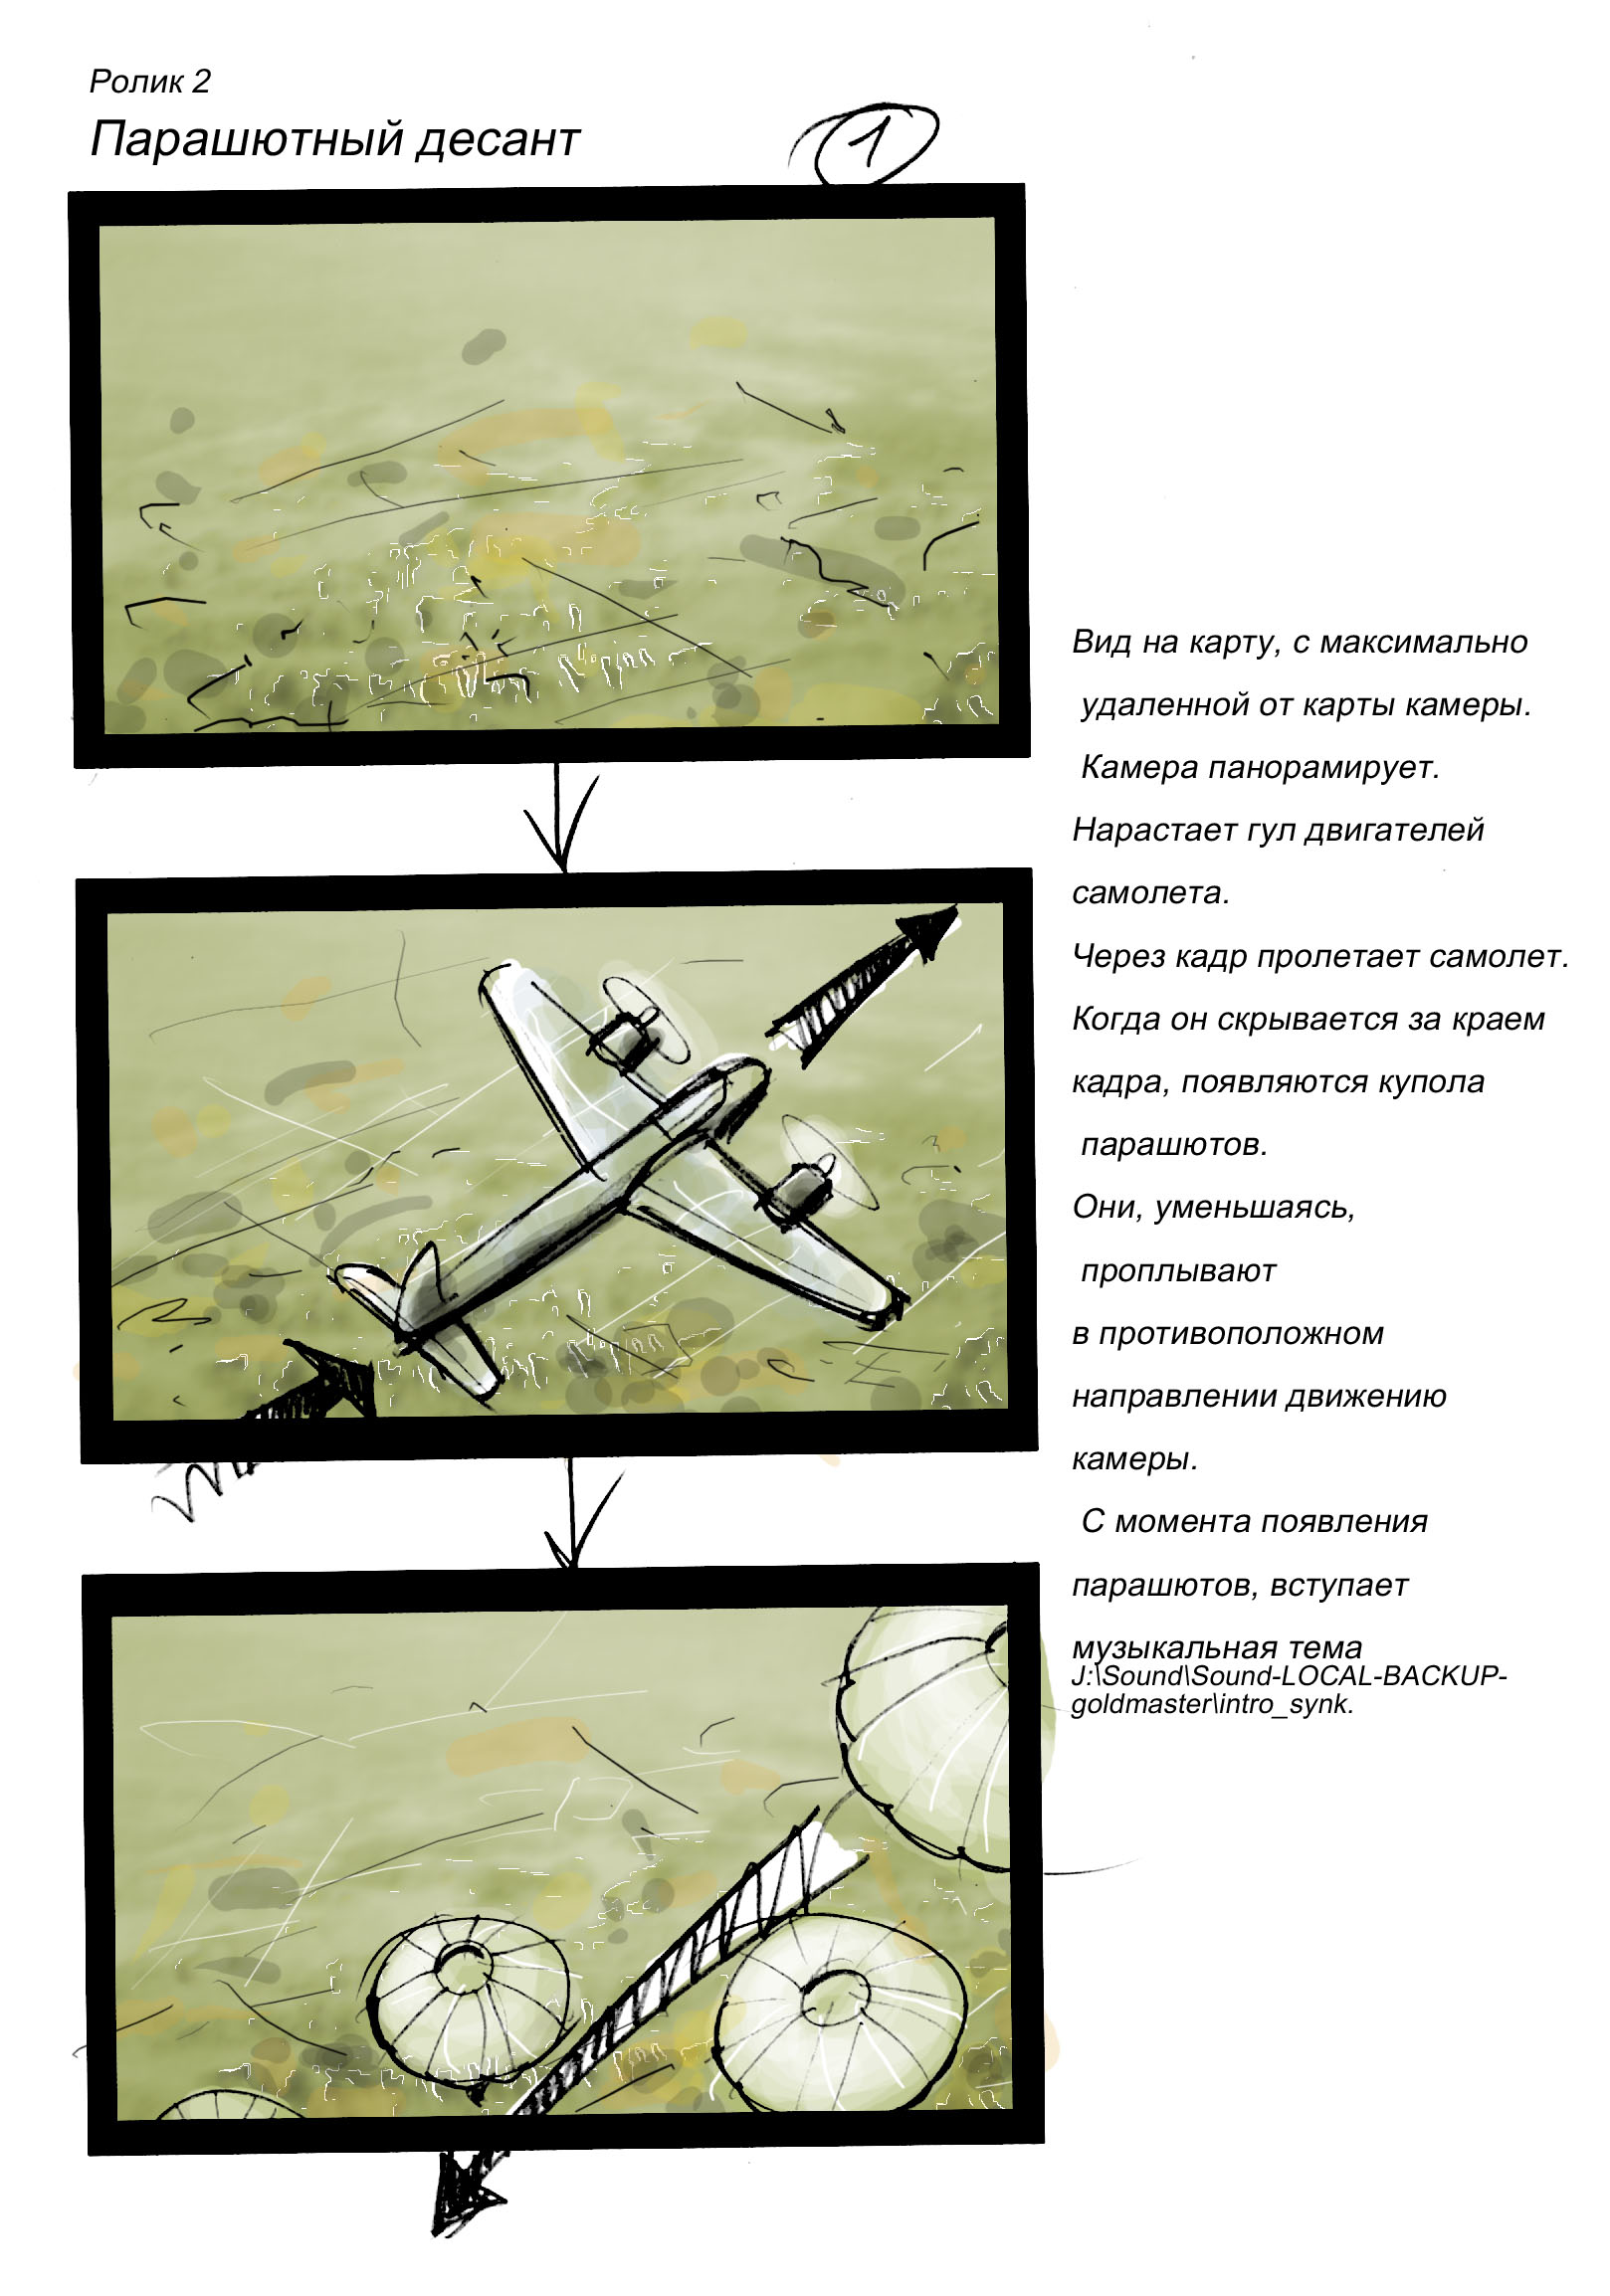 Ролик 2
Парашютный десант
1
Вид на карту, с максимально
удаленной от карты камеры.
Камера панорамирует.
Нарастает гул двигателей
самолета.
Через кадр пролетает самолет.
Когда он скрывается за краем
кадра, появляются купола
парашютов.
Они, уменьшаясь,
проплывают
в противоположном
направлении движению
камеры.
С момента появления
парашютов, вступает
музыкальная тема
J:\Sound\Sound-LOCAL-BACKUP-
goldmaster\intro_synk.